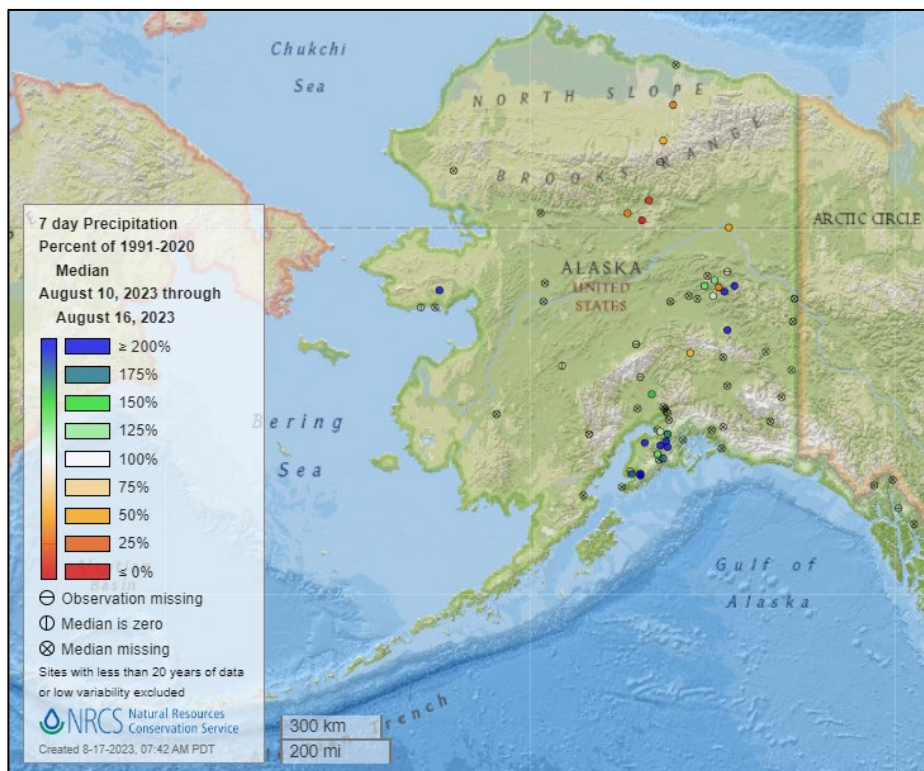 Chukchi
Sea
NORTH SLOPE
BROOKS RANGE
ARCTIC CIRCLE
ALASKA
UNITED
STATES
Bering
Sea
Gulf of
Alaska
Trench
7 day Precipitation
Percent of 1991-2020
Median
August 10, 2023 through
August 16, 2023
≥ 200%
175%
150%
125%
100%
75%
50%
25%
≤ 0%
Observation missing
Median is zero
Median missing
Sites with less than 20 years of data
or low variability excluded
NRCS Natural Resources
Conservation Service
Created 8-17-2023, 07:42 AM PDT
300 km
200 mi